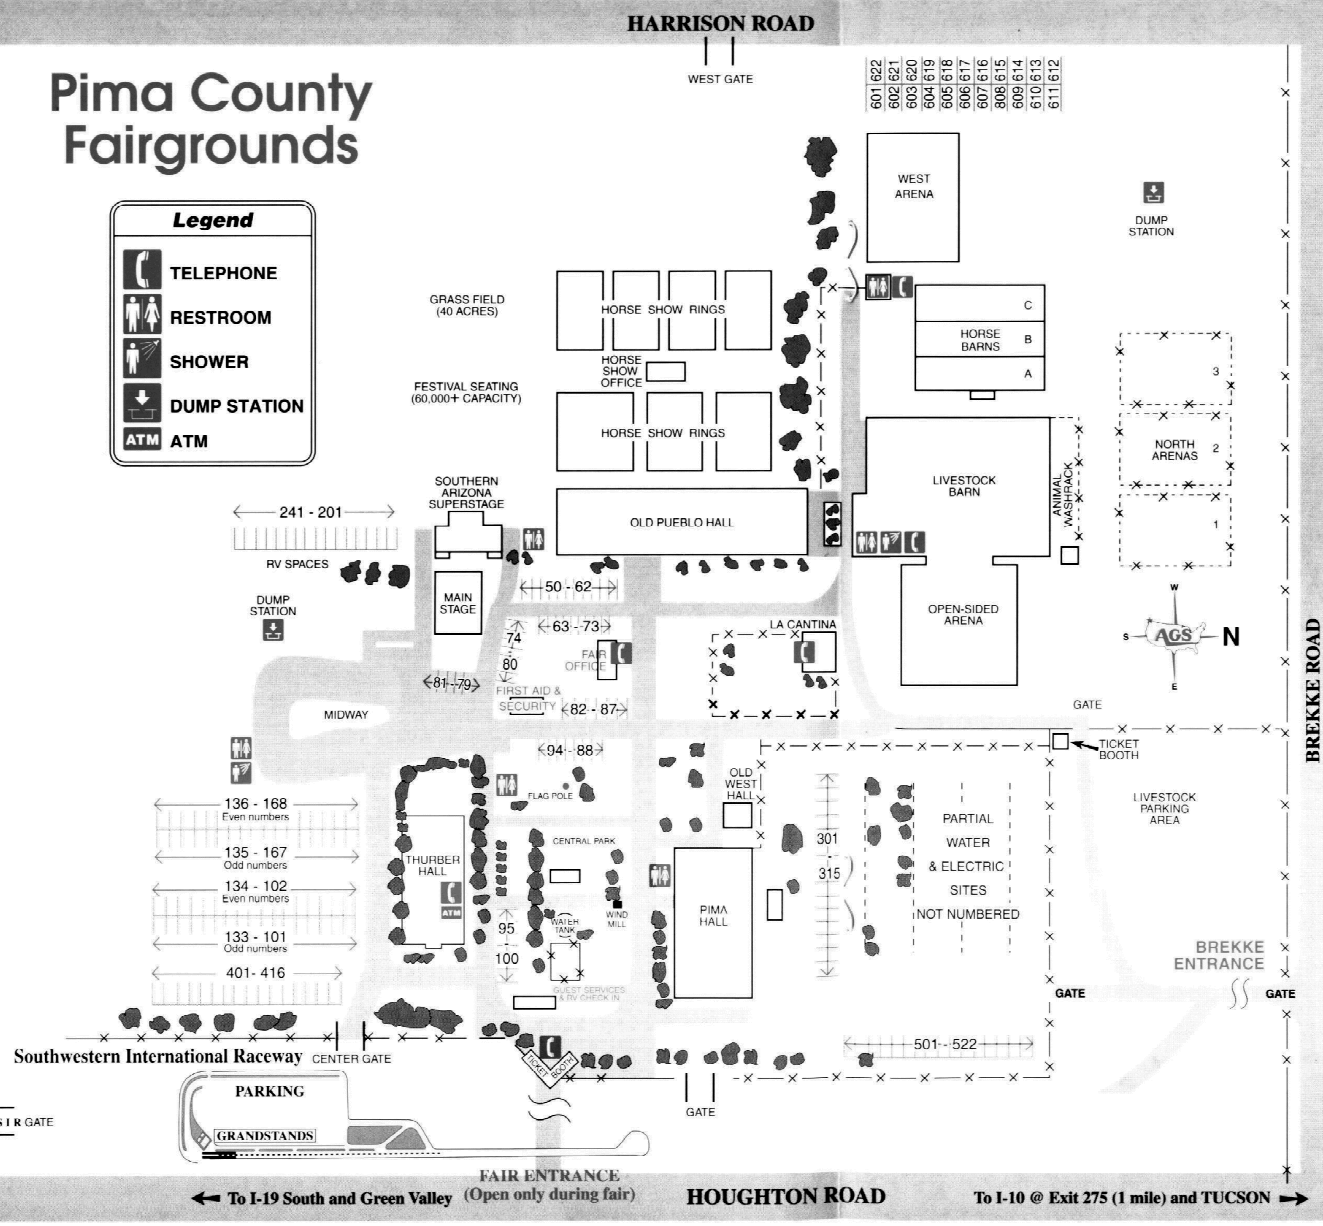 HARRISON ROAD
WEST GATE
Pima County
Fairgrounds
Legend
TELEPHONE
RESTROOM
SHOWER
DUMP STATION
ATM ATM
601 622
602 621
603 620
604 619
605 618
606 617
607 616
808 615
609 614
610 613
611 612
WEST
ARENA
DUMP
STATION
GRASS FIELD
(40 ACRES)
HORSE SHOW RINGS
HORSE
SHOW
OFFICE
FESTIVAL SEATING
(60,000+ CAPACITY)
HORSE SHOW RINGS
C
HORSE
BARNS
B
A
3
NORTH
ARENAS
2
1
SOUTHERN
ARIZONA
SUPERSTAGE
LIVESTOCK
BARN
ANIMAL
WASHRACK
OLD PUEBLO HALL
241 - 201
RV SPACES
DUMP
STATION
MAIN
STAGE
50 - 62
63 - 73
74
80
FAIR
OFFICE
LA CANTINA
OPEN-SIDED
ARENA
W
S
AGS
N
E
BREKKE ROAD
81 - 79
FIRST AID &
SECURITY
82 - 87
MIDWAY
94 - 88
GATE
TICKET
BOOTH
OLD
WEST
HALL
FLAG POLE
LIVESTOCK
PARKING
AREA
136 - 168
Even numbers
135 - 167
Odd numbers
134 - 102
Even numbers
133 - 101
Odd numbers
401 - 416
THURBER
HALL
ATM
CENTRAL PARK
95
100
WATER
TANK
WIND
MILL
GUEST SERVICES
& RV CHECK IN
PIMA
HALL
301
-
315
PARTIAL
WATER
& ELECTRIC
SITES
NOT NUMBERED
BREKKE
ENTRANCE
GATE
GATE
501 - 522
Southwestern International Raceway
CENTER GATE
TICKET BOOTH
PARKING
GATE
S I R GATE
GRANDSTANDS
FAIR ENTRANCE
(Open only during fair)
To I-19 South and Green Valley
HOUGHTON ROAD
To I-10 @ Exit 275 (1 mile) and TUCSON